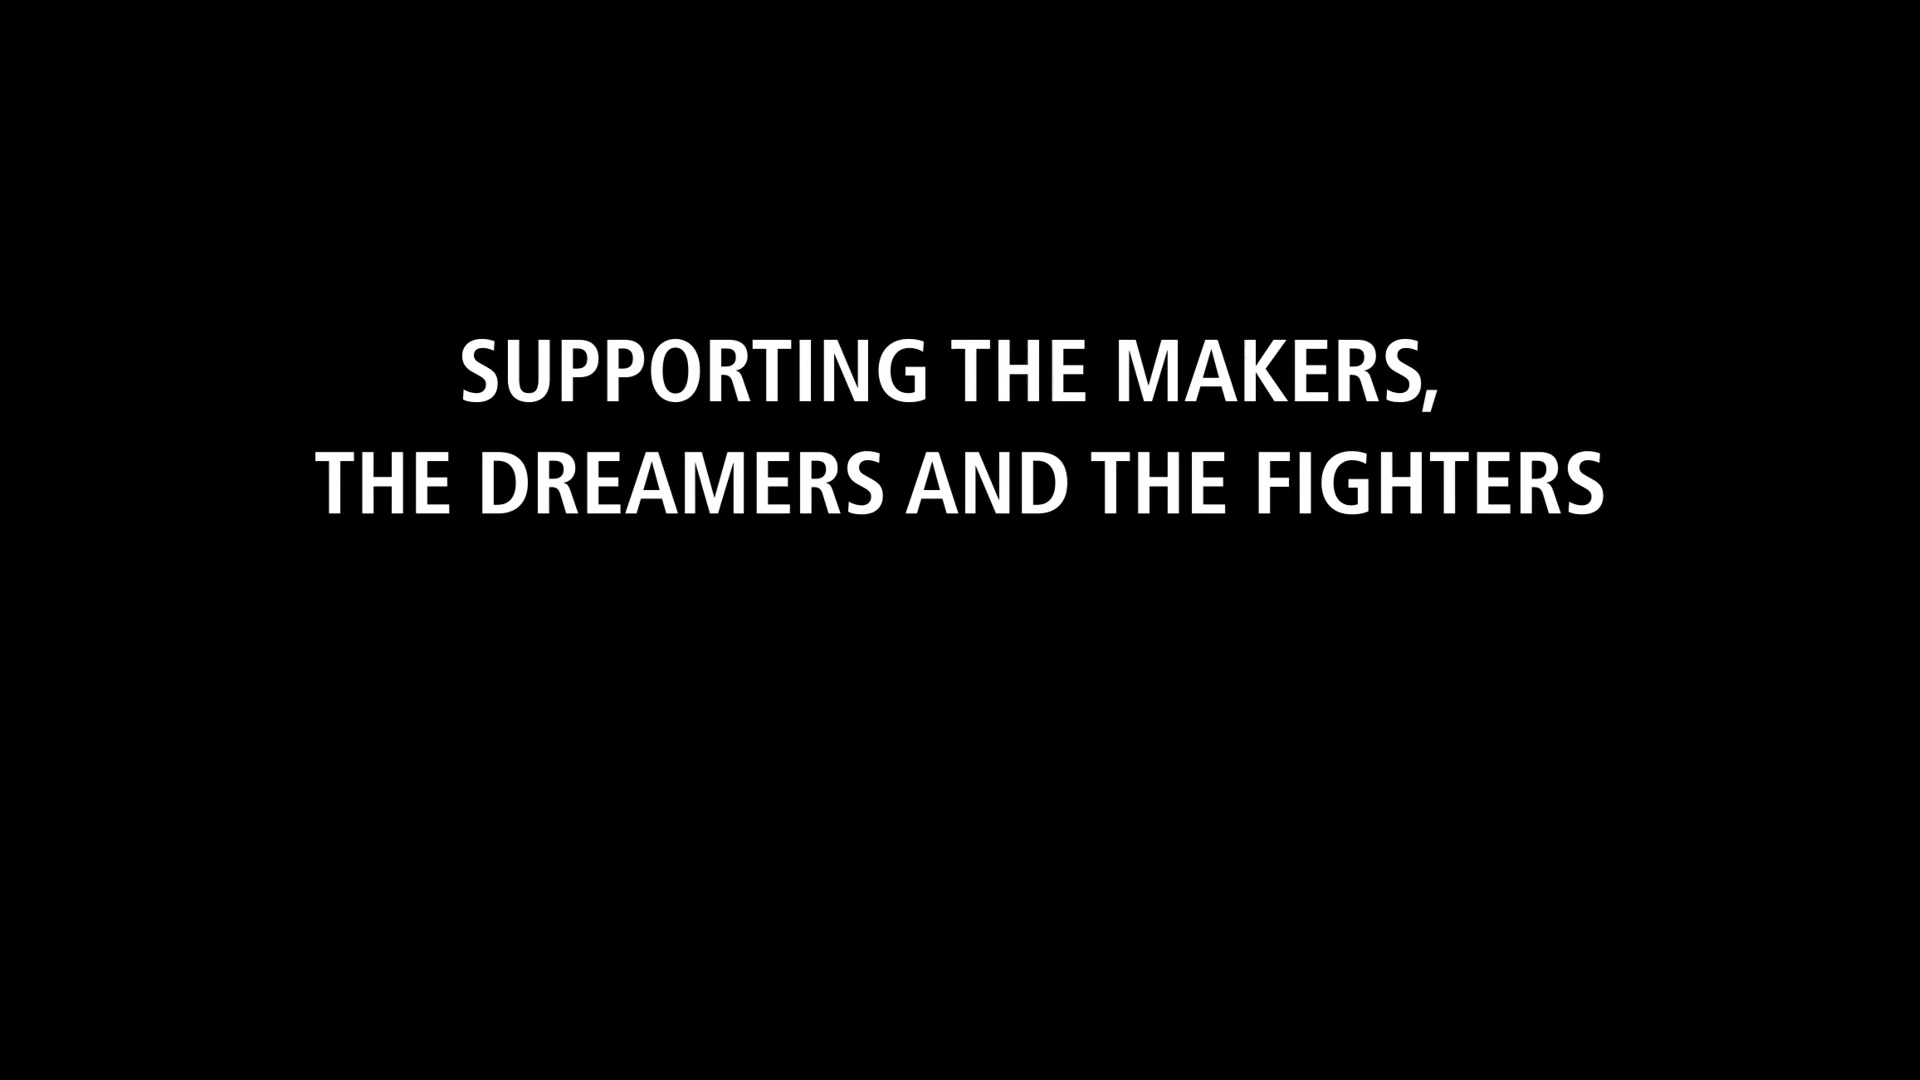 SUPPORTING THE MAKERS,
THE DREAMERS AND THE FIGHTERS